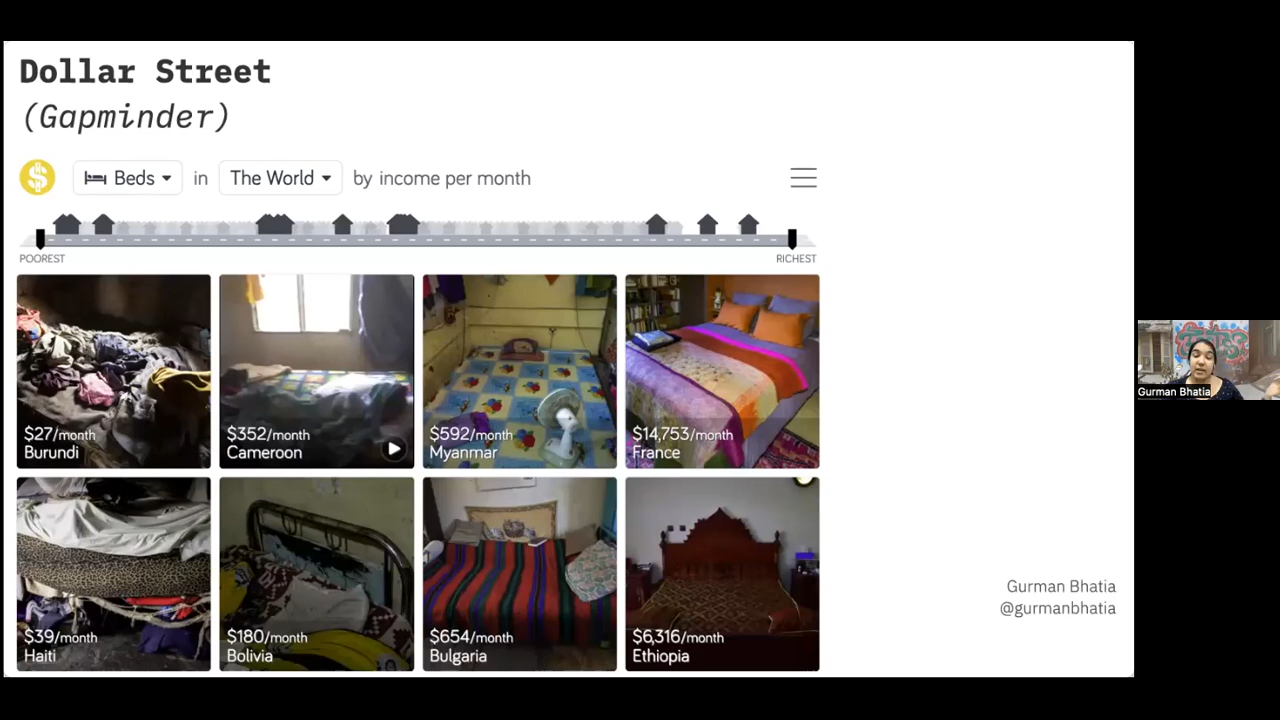 Dollar Street
(Gapminder)
$ Beds in The World by income per month
POOREST RICHEST
$27/month
Burundi
$352/month
Cameroon
$592/month
Myanmar
$14,753/month
France
$39/month
Haiti
$180/month
Bolivia
$654/month
Bulgaria
$6,316/month
Ethiopia
Gurman Bhatia
@gurmanbhatia
Gurman Bhatia